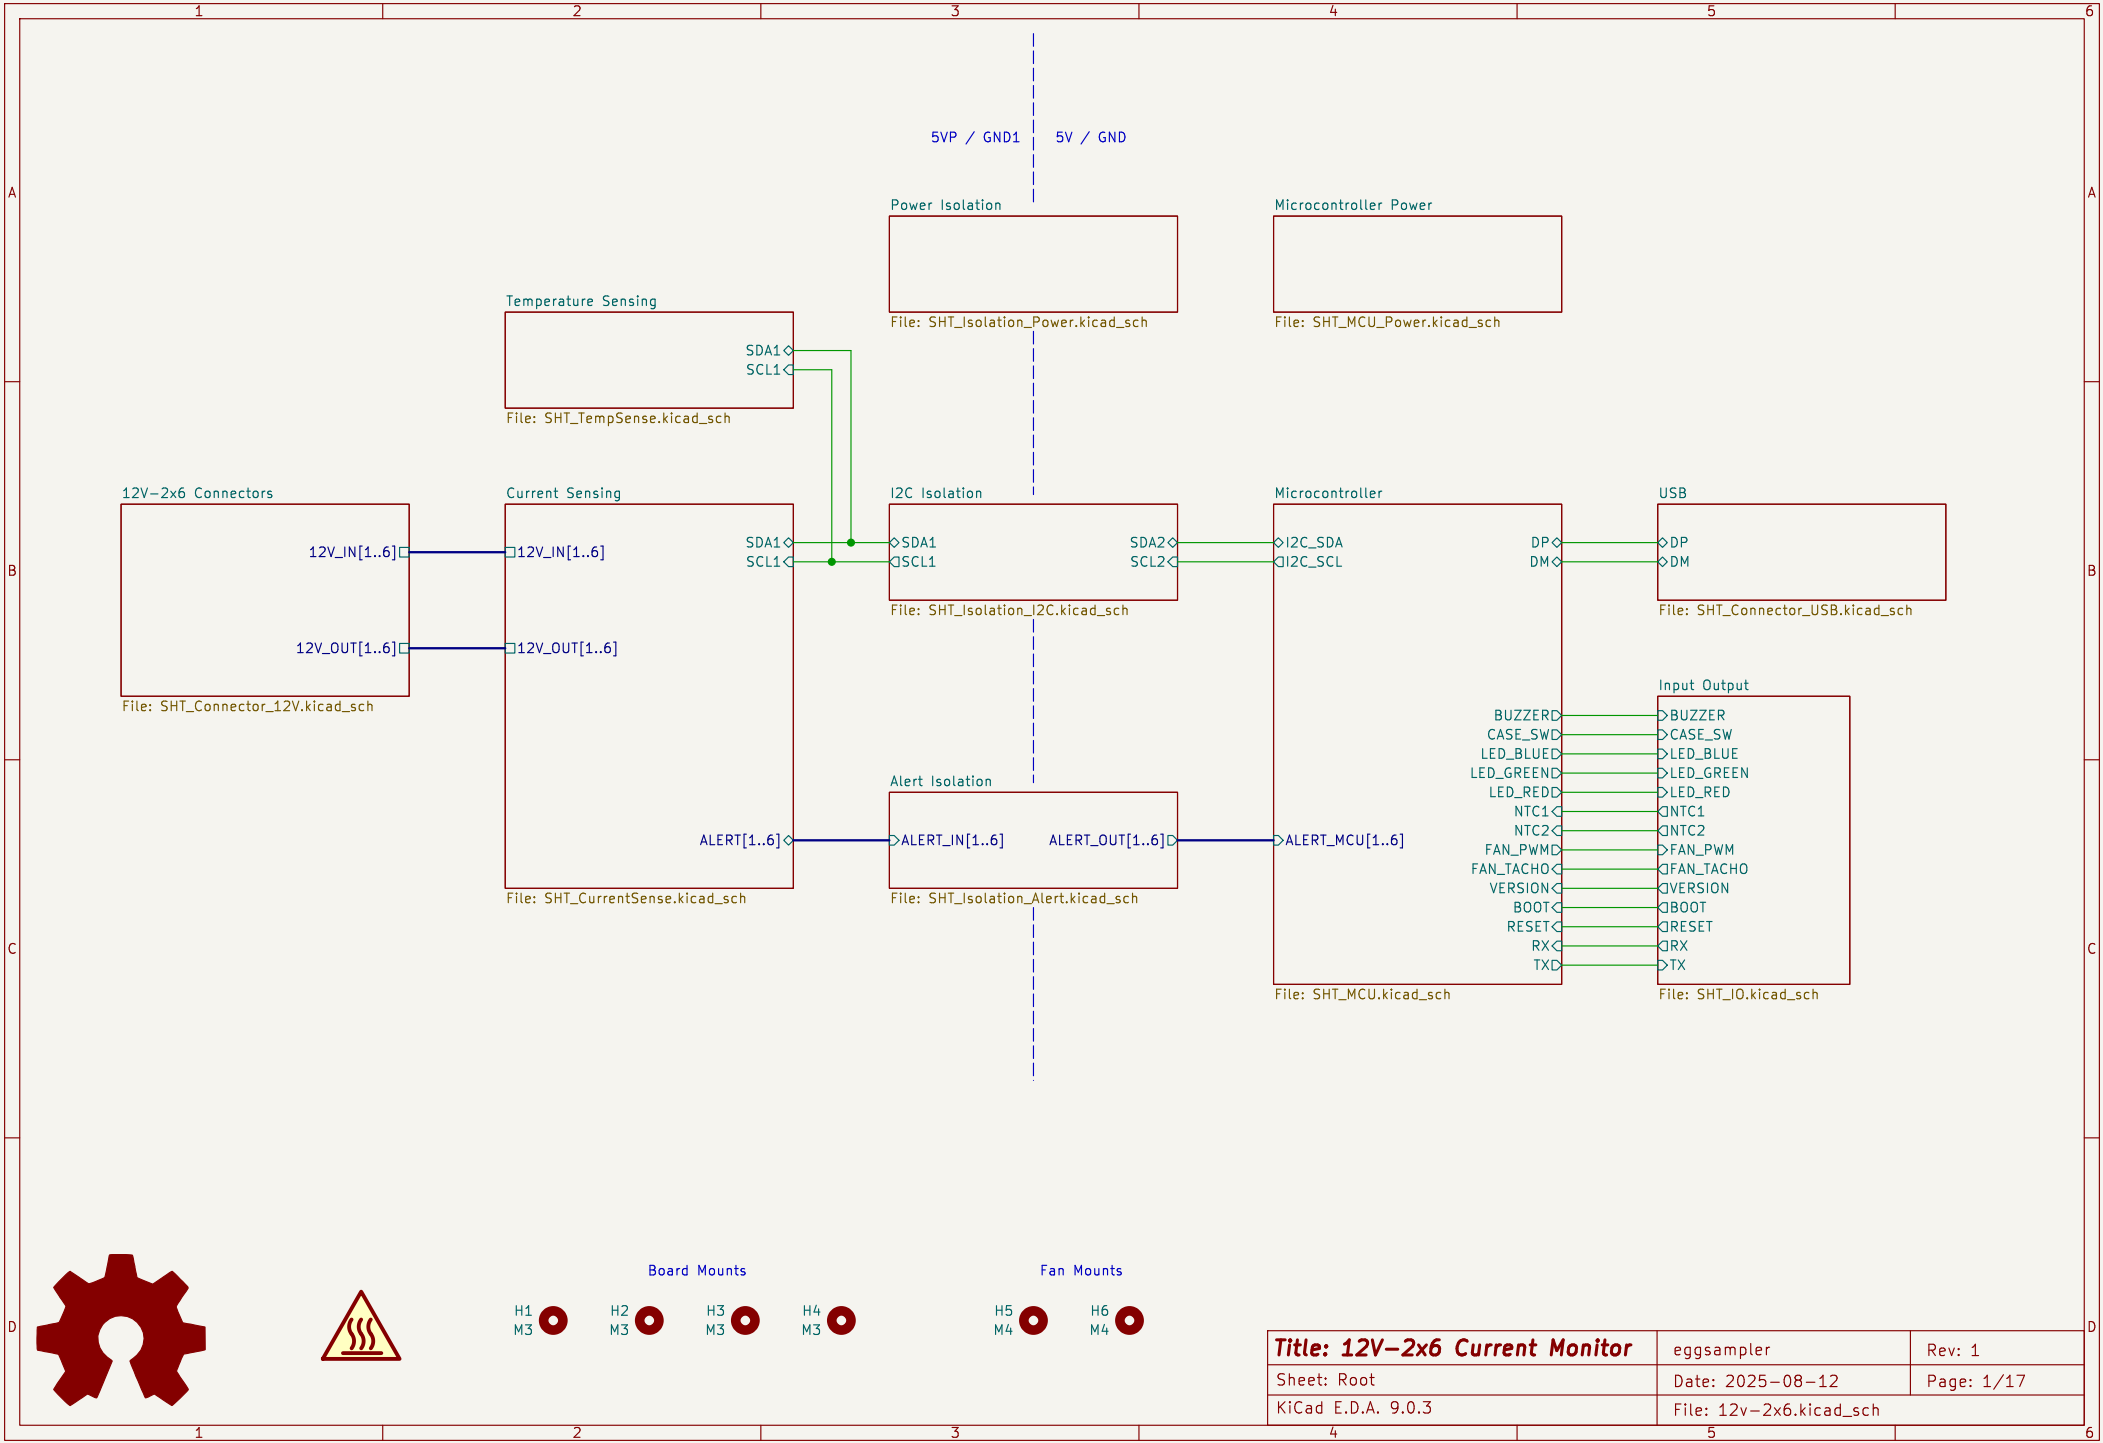 1 2 3 4 5 6
5VP / GND1 5V / GND
A A
Power Isolation
File: SHT_Isolation_Power.kicad_sch
Microcontroller Power
File: SHT_MCU_Power.kicad_sch
Temperature Sensing
SDA1
SCL1
File: SHT_TempSense.kicad_sch
B B
12V-2x6 Connectors
12V_IN[1..6]
12V_OUT[1..6]
File: SHT_Connector_12V.kicad_sch
Current Sensing
12V_IN[1..6]
12V_OUT[1..6]
SDA1
SCL1
ALERT[1..6]
File: SHT_CurrentSense.kicad_sch
I2C Isolation
SDA1 SDA2
SCL1 SCL2
File: SHT_Isolation_I2C.kicad_sch
Alert Isolation
ALERT_IN[1..6] ALERT_OUT[1..6]
File: SHT_Isolation_Alert.kicad_sch
Microcontroller
I2C_SDA
I2C_SCL
ALERT_MCU[1..6]
DP
DM
BUZZER
CASE_SW
LED_BLUE
LED_GREEN
LED_RED
NTC1
NTC2
FAN_PWM
FAN_TACHO
VERSION
BOOT
RESET
RX
TX
File: SHT_MCU.kicad_sch
USB
DP
DM
File: SHT_Connector_USB.kicad_sch
Input Output
BUZZER
CASE_SW
LED_BLUE
LED_GREEN
LED_RED
NTC1
NTC2
FAN_PWM
FAN_TACHO
VERSION
BOOT
RESET
RX
TX
File: SHT_IO.kicad_sch
C C
D D
Board Mounts
H1 H2 H3 H4
M3 M3 M3 M3
Fan Mounts
H5 H6
M4 M4
Title: 12V-2x6 Current Monitor
eggsampler
Rev: 1
Sheet: Root
Date: 2025-08-12
Page: 1/17
KiCad E.D.A. 9.0.3
File: 12v-2x6.kicad_sch
1 2 3 4 5 6